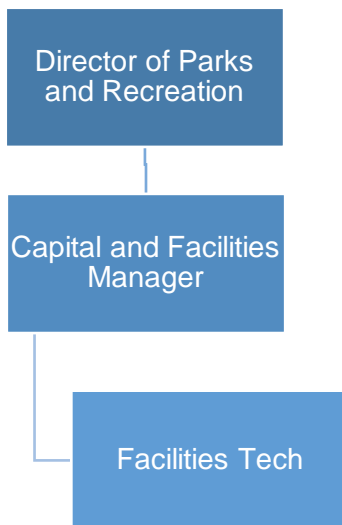 Director of Parks
and Recreation
Capital and Facilities
Manager
Facilities Tech